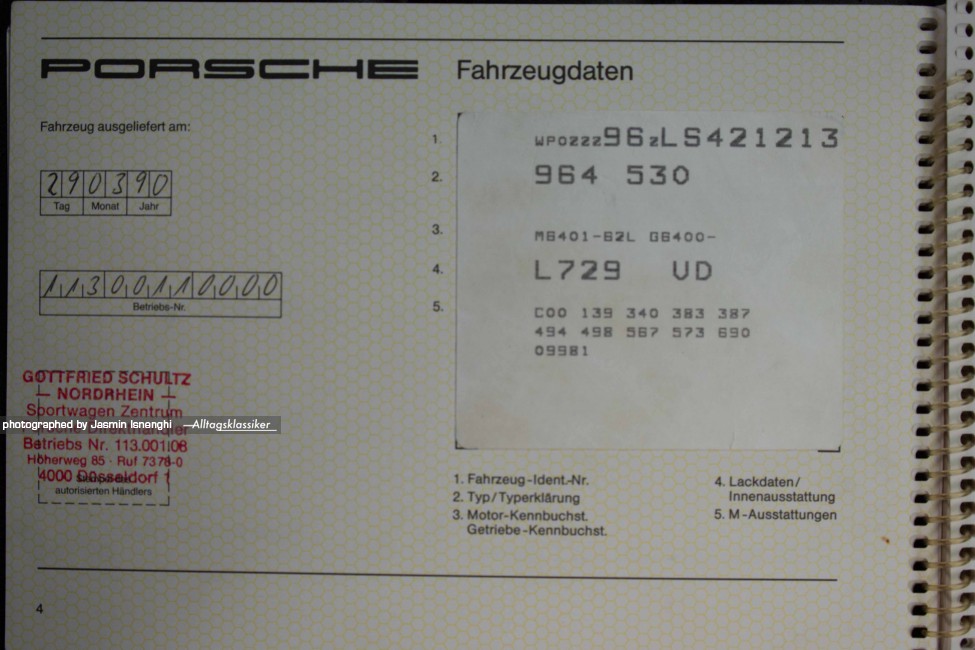 PORSCHE Fahrzeugdaten
Fahrzeug ausgeliefert am:
290390
Tag Monat Jahr
11300110000
Betriebs-Nr.
GOTTFRIED SCHULTZ
NORDRHEIN
Sportwagen Zentrum
photographed by Jasmin Isnenghi —Alltagsklassiker
Porsche Direkthändler
Betriebs Nr. 113.001.08
Höherweg 85 · Ruf 7378-0
4000 Düsseldorf 1
autorisierten Händlers
1. WP0ZZZ96ZLS421213
2. 964 530
3. M6401-62L G6400-
4. L729 VD
5. C00 139 340 383 387
494 498 567 573 690
09981
1. Fahrzeug-Ident.-Nr.
2. Typ/Typerklärung
3. Motor-Kennbuchst.
Getriebe-Kennbuchst.
4. Lackdaten/
Innenausstattung
5. M-Ausstattungen
4